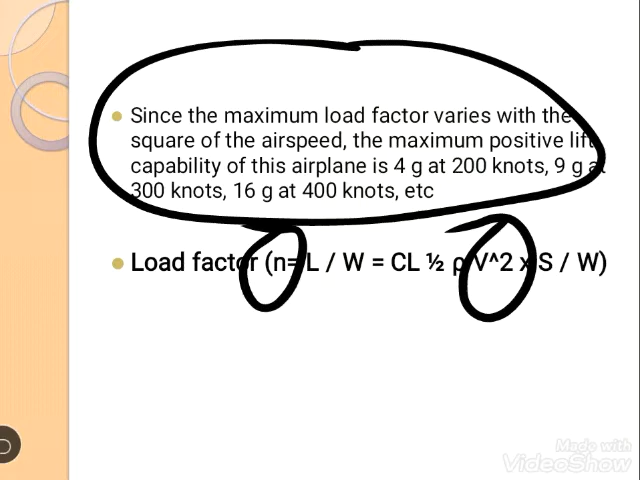 Since the maximum load factor varies with the
square of the airspeed, the maximum positive lift
capability of this airplane is 4 g at 200 knots, 9 g at
300 knots, 16 g at 400 knots, etc
Load factor (n= L / W = CL ½ ρ V^2 x S / W)
Made with
VideoShow